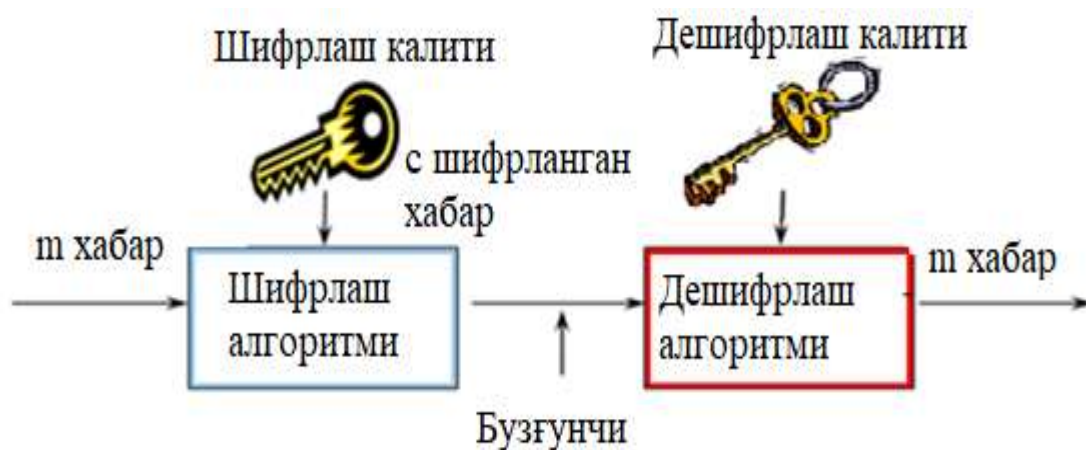 Шифрлаш калити
Дешифрлаш калити
с шифрланган
хабар
m хабар
Шифрлаш
алгоритми
Дешифрлаш
алгоритми
m хабар
Бузғунчи